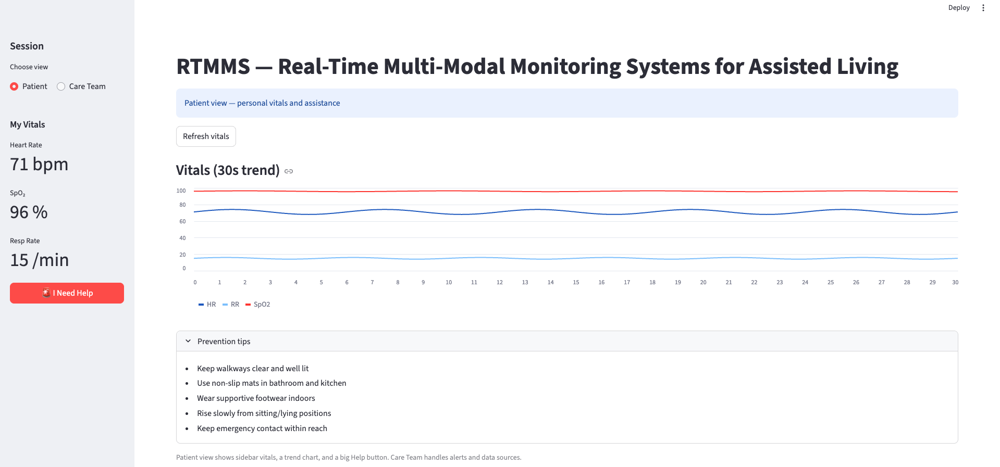 Deploy
Session
Choose view
Patient Care Team
My Vitals
Heart Rate
71 bpm
SpO₂
96 %
Resp Rate
15 /min
🚨 I Need Help
RTMMS — Real-Time Multi-Modal Monitoring Systems for Assisted Living
Patient view — personal vitals and assistance
Refresh vitals
Vitals (30s trend)
100
80
60
40
20
0
0 1 2 3 4 5 6 7 8 9 10 11 12 13 14 15 16 17 18 19 20 21 22 23 24 25 26 27 28 29 30
HR RR SpO2
Prevention tips
• Keep walkways clear and well lit
• Use non-slip mats in bathroom and kitchen
• Wear supportive footwear indoors
• Rise slowly from sitting/lying positions
• Keep emergency contact within reach
Patient view shows sidebar vitals, a trend chart, and a big Help button. Care Team handles alerts and data sources.